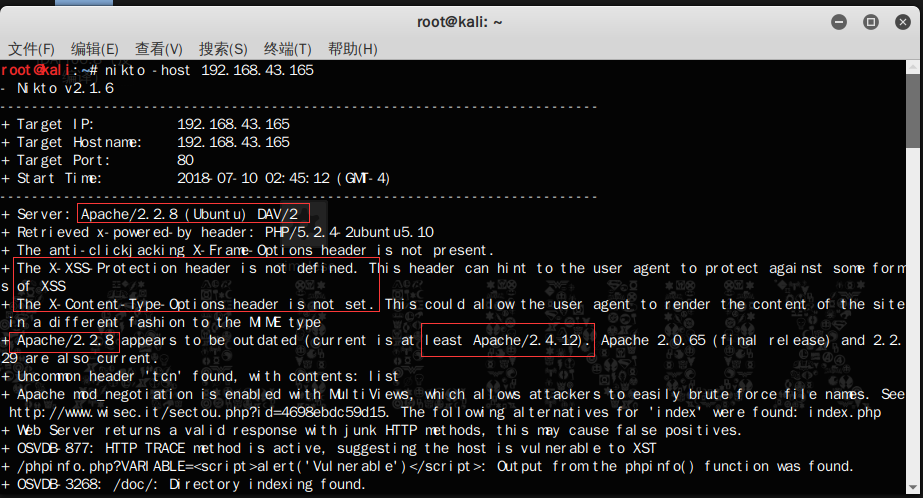 root@kali: ~
文件(F) 编辑(E) 查看(V) 搜索(S) 终端(T) 帮助(H)
root@kali:~# nikto -host 192.168.43.165
- Nikto v2.1.6
---------------------------------------------------------------------------
+ Target IP:          192.168.43.165
+ Target Hostname:    192.168.43.165
+ Target Port:        80
+ Start Time:         2018-07-10 02:45:12 (GMT-4)
---------------------------------------------------------------------------
+ Server: Apache/2.2.8 (Ubuntu) DAV/2
+ Retrieved x-powered-by header: PHP/5.2.4-2ubuntu5.10
+ The anti-clickjacking X-Frame-Options header is not present.
+ The X-XSS-Protection header is not defined. This header can hint to the user agent to protect against some form
s of XSS
+ The X-Content-Type-Options header is not set. This could allow the user agent to render the content of the site
 in a different fashion to the MIME type
+ Apache/2.2.8 appears to be outdated (current is at least Apache/2.4.12). Apache 2.0.65 (final release) and 2.2.
29 are also current.
+ Uncommon header 'tcn' found, with contents: list
+ Apache mod_negotiation is enabled with MultiViews, which allows attackers to easily brute force file names. See
 http://www.wisec.it/sectou.php?id=4698ebdc59d15. The following alternatives for 'index' were found: index.php
+ Web Server returns a valid response with junk HTTP methods, this may cause false positives.
+ OSVDB-877: HTTP TRACE method is active, suggesting the host is vulnerable to XST
+ /phpinfo.php?VARIABLE=<script>alert('Vulnerable')</script>: Output from the phpinfo() function was found.
+ OSVDB-3268: /doc/: Directory indexing found.